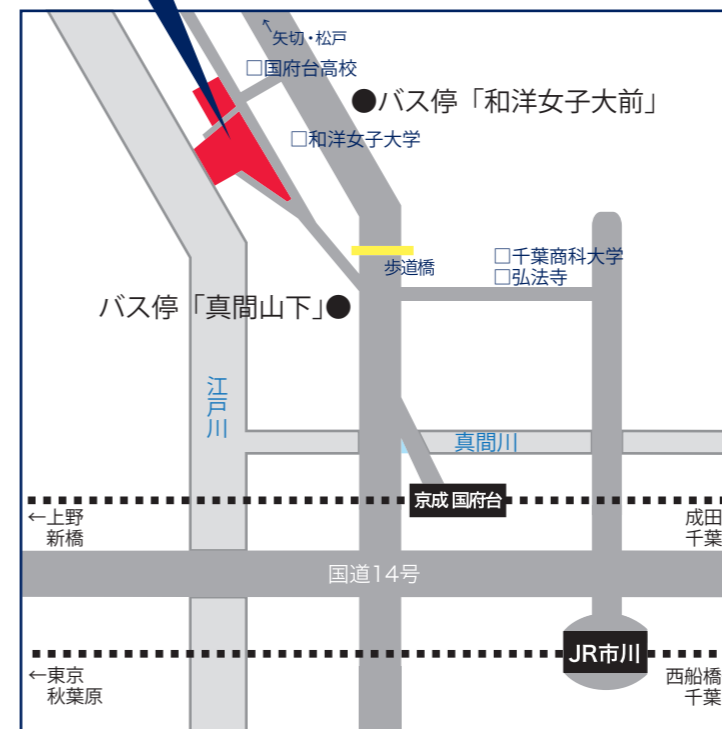 ↑矢切・松戸
□国府台高校
●バス停「和洋女子大前」
□和洋女子大学
□千葉商科大学
歩道橋
□弘法寺
バス停「真間山下」●
江戸川
真間川
京成 国府台
←上野
新橋
成田
千葉
国道14号
JR市川
←東京
秋葉原
西船橋
千葉